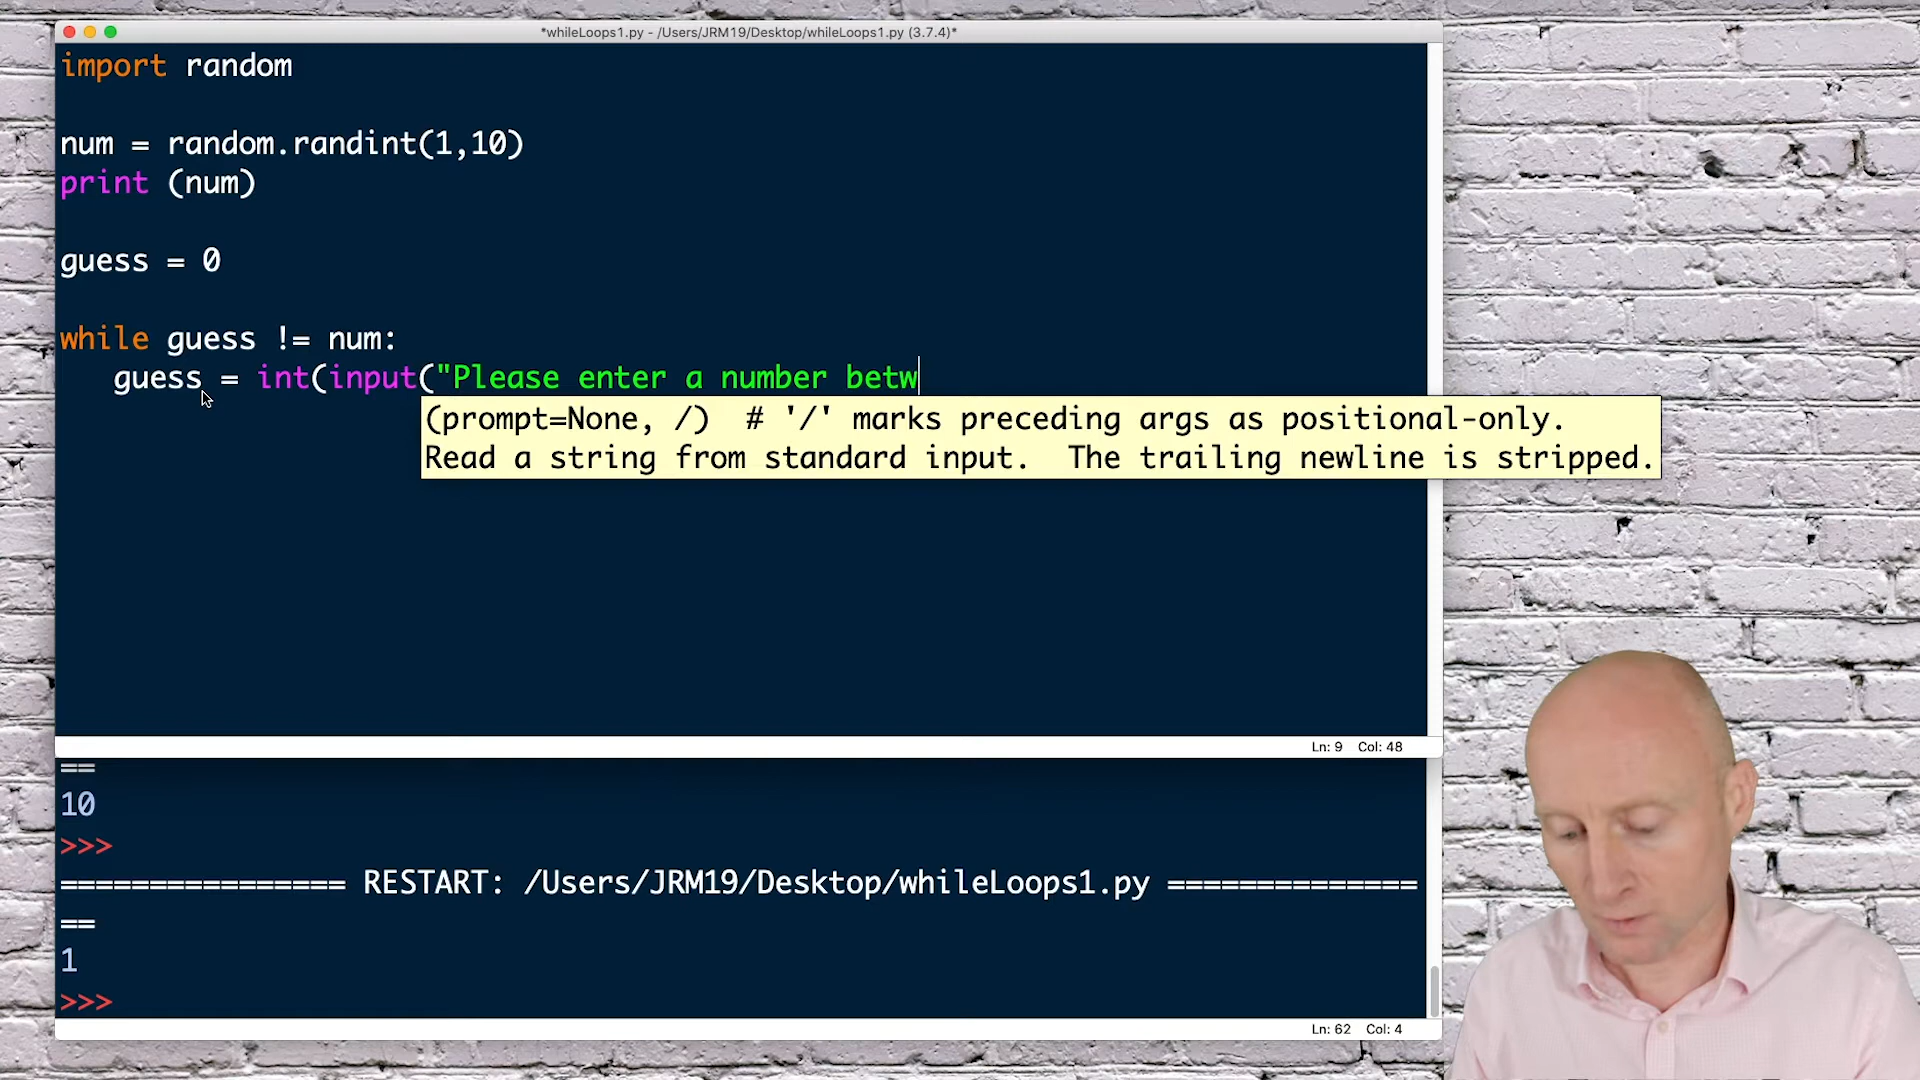 *whileLoops1.py - /Users/JRM19/Desktop/whileLoops1.py (3.7.4)*
import random
num = random.randint(1,10)
print (num)
guess = 0
while guess != num:
guess = int(input("Please enter a number betw
(prompt=None, /)  # '/' marks preceding args as positional-only.
Read a string from standard input.  The trailing newline is stripped.
Ln: 9 Col: 48
==
10
>>>
================ RESTART: /Users/JRM19/Desktop/whileLoops1.py ==============
==
1
>>>
Ln: 62 Col: 4